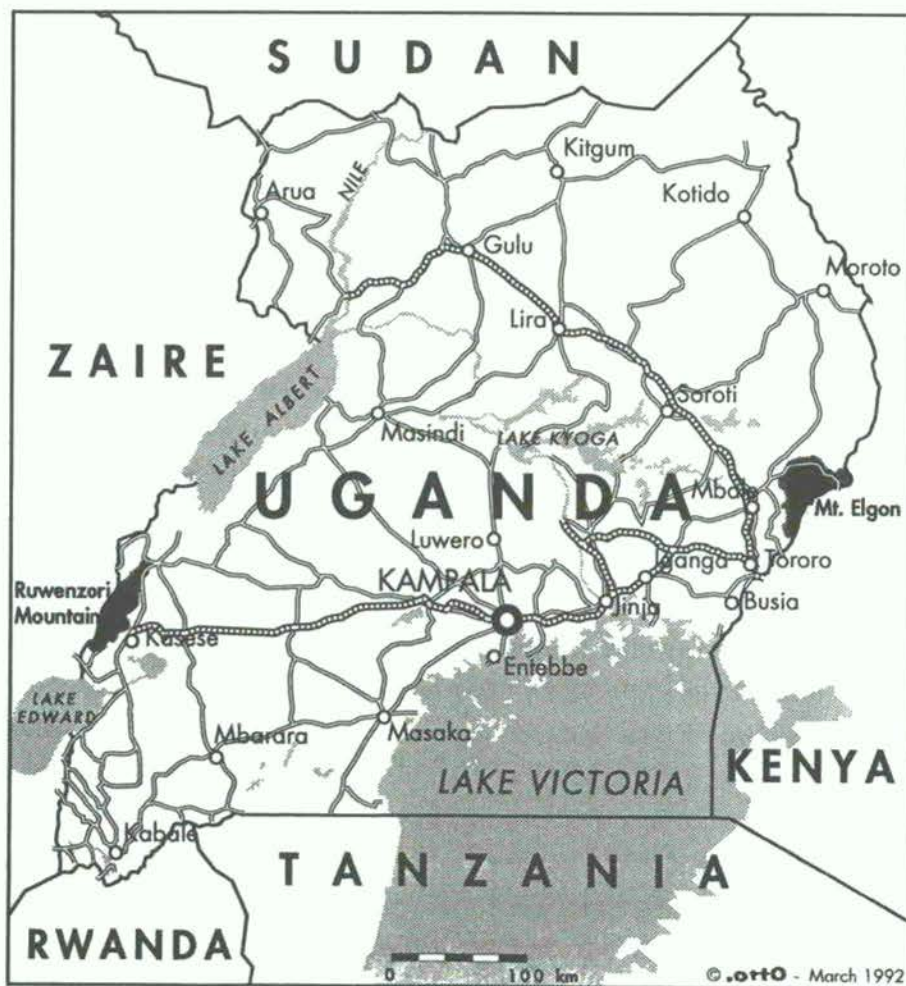 SUDAN
Kitgum
Arua
NILE
Kotido
Gulu
Moroto
Lira
ZAIRE
LAKE ALBERT
Soroti
Masindi
LAKE KYOGA
UGANDA
Mbale
Mt. Elgon
Luwero
Iganga
Tororo
KAMPALA
Ruwenzori
Mountain
Jinja
Busia
Kasese
Entebbe
LAKE
EDWARD
Mbarara
Masaka
KENYA
LAKE VICTORIA
Kabale
TANZANIA
RWANDA
0 100 km
© .ortO - March 1992